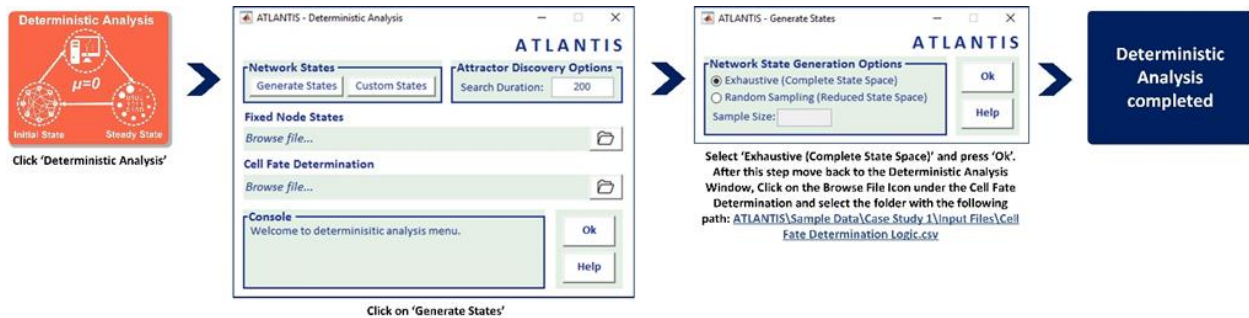 Deterministic Analysis
μ=0
Initial State
Steady State
Click 'Deterministic Analysis'
ATLANTIS - Deterministic Analysis
ATLANTIS
Network States
Generate States
Custom States
Attractor Discovery Options
Search Duration:
200
Fixed Node States
Browse file...
Cell Fate Determination
Browse file...
Console
Welcome to determinisitic analysis menu.
Ok
Help
Click on 'Generate States'
ATLANTIS - Generate States
ATLANTIS
Network State Generation Options
Exhaustive (Complete State Space)
Random Sampling (Reduced State Space)
Sample Size:
Ok
Help
Select 'Exhaustive (Complete State Space)' and press 'Ok'.
After this step move back to the Deterministic Analysis
Window, Click on the Browse File Icon under the Cell Fate
Determination and select the folder with the following
path: ATLANTIS\Sample Data\Case Study 1\Input Files\Cell
Fate Determination Logic.csv
Deterministic
Analysis
completed